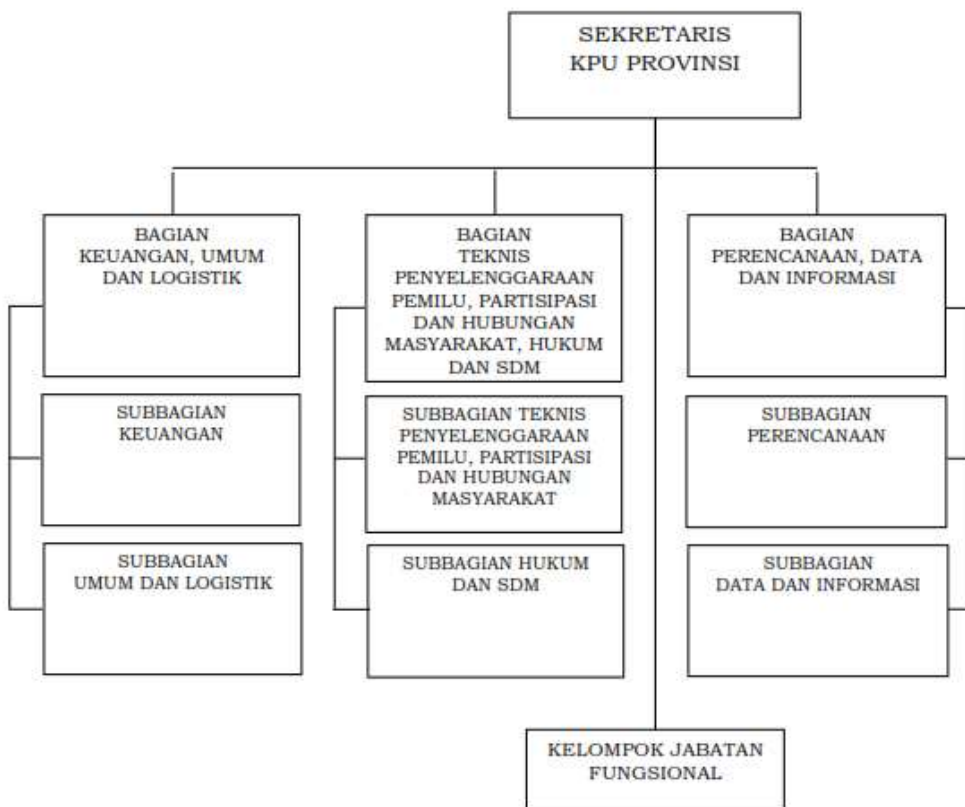 SEKRETARIS
KPU PROVINSI
BAGIAN
KEUANGAN, UMUM
DAN LOGISTIK
BAGIAN
TEKNIS
PENYELENGGARAAN
PEMILU, PARTISIPASI
DAN HUBUNGAN
MASYARAKAT, HUKUM
DAN SDM
BAGIAN
PERENCANAAN, DATA
DAN INFORMASI
SUBBAGIAN
KEUANGAN
SUBBAGIAN TEKNIS
PENYELENGGARAAN
PEMILU, PARTISIPASI
DAN HUBUNGAN
MASYARAKAT
SUBBAGIAN
PERENCANAAN
SUBBAGIAN
UMUM DAN LOGISTIK
SUBBAGIAN HUKUM
DAN SDM
SUBBAGIAN
DATA DAN INFORMASI
KELOMPOK JABATAN
FUNGSIONAL